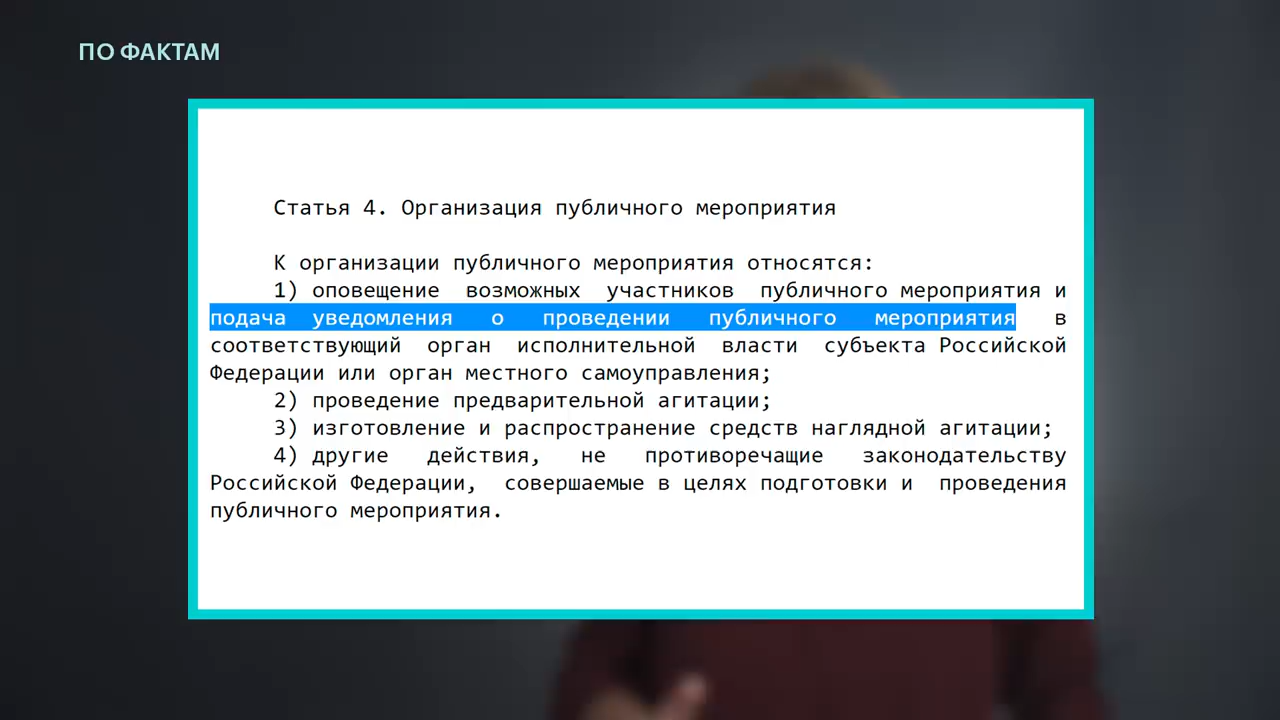 ПО ФАКТАМ
Статья 4. Организация публичного мероприятия
К организации публичного мероприятия относятся:
1) оповещение возможных участников публичного мероприятия и
подача уведомления о проведении публичного мероприятия в
соответствующий орган исполнительной власти субъекта Российской
Федерации или орган местного самоуправления;
2) проведение предварительной агитации;
3) изготовление и распространение средств наглядной агитации;
4) другие действия, не противоречащие законодательству
Российской Федерации, совершаемые в целях подготовки и проведения
публичного мероприятия.